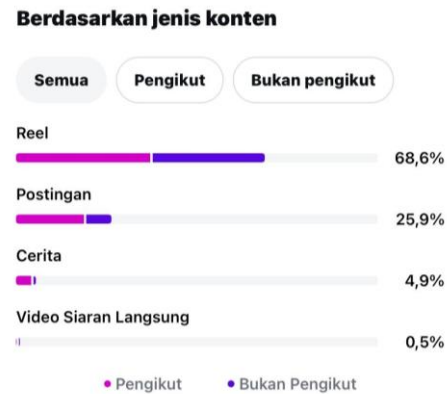 Berdasarkan jenis konten
Semua Pengikut Bukan pengikut
Reel
68,6%
Postingan
25,9%
Cerita
4,9%
Video Siaran Langsung
0,5%
Pengikut Bukan Pengikut